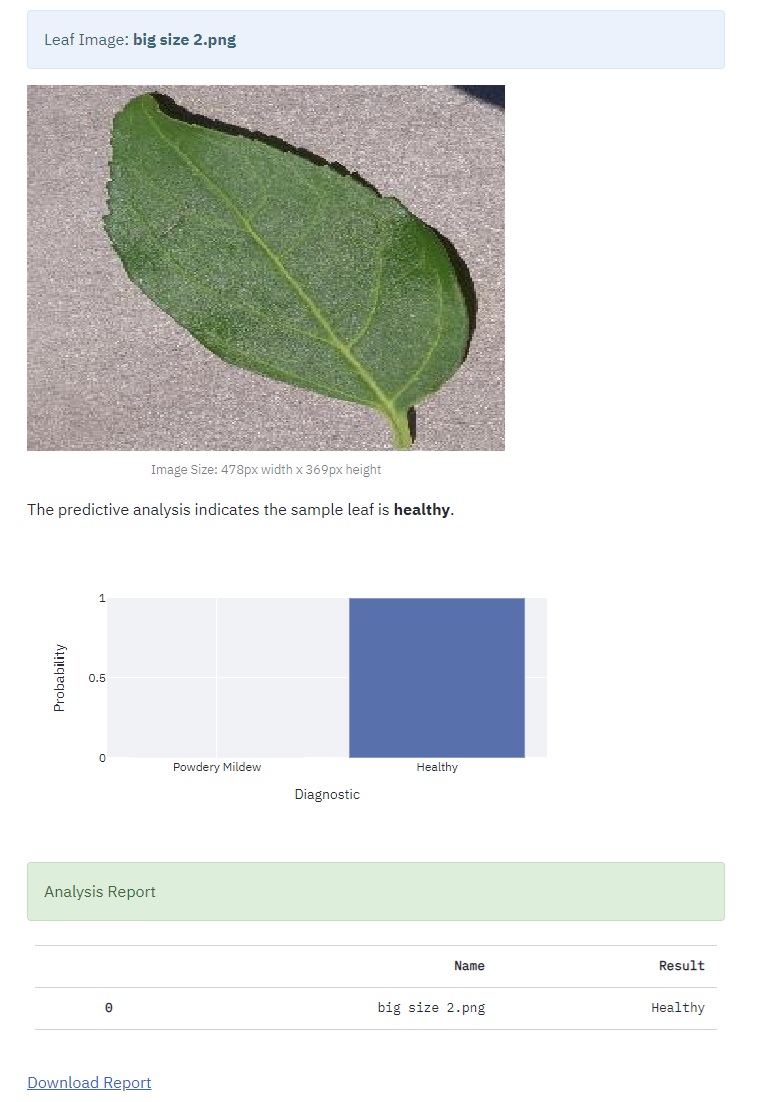 Leaf Image: big size 2.png
Image Size: 478px width x 369px height
The predictive analysis indicates the sample leaf is healthy.
1
0.5
0
Probability
Powdery Mildew Healthy
Diagnostic
Analysis Report
Name Result
0 big size 2.png Healthy
Download Report